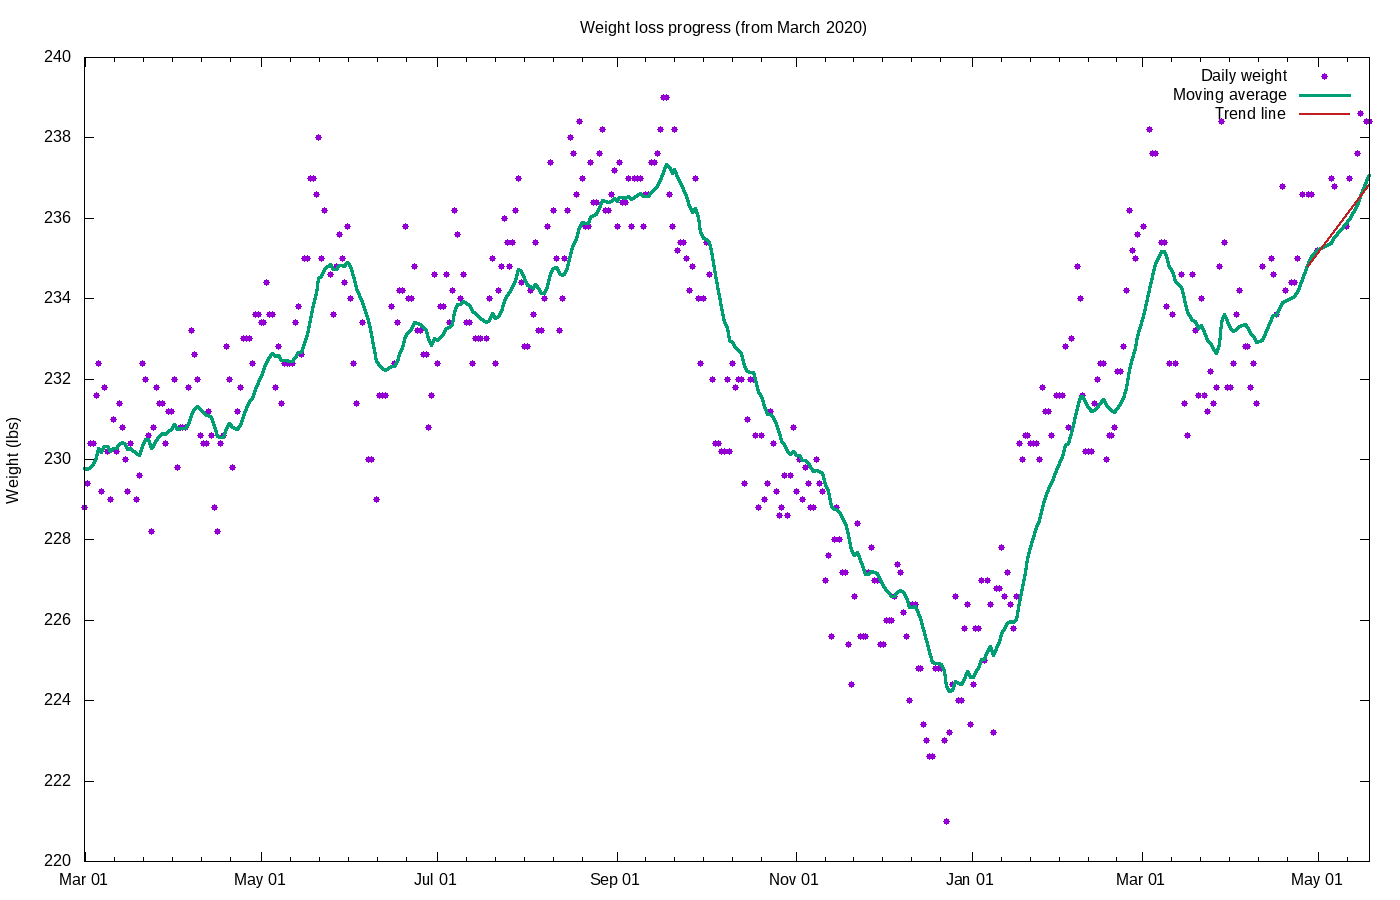 Weight loss progress (from March 2020)
240
238
236
234
232
230
228
226
224
222
220
Weight (lbs)
Daily weight
Moving average
Trend line
Mar 01
May 01
Jul 01
Sep 01
Nov 01
Jan 01
Mar 01
May 01